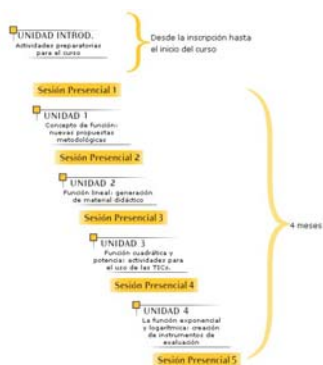 UNIDAD INTROD.
Actividades preparatorias
para el curso
Desde la inscripción hasta
el inicio del curso
Sesión Presencial 1
UNIDAD 1
Concepto de función:
nuevas propuestas
metodológicas
Sesión Presencial 2
UNIDAD 2
Función lineal: generación
de material didáctico
Sesión Presencial 3
UNIDAD 3
Función cuadrática y
potencia: actividades para
el uso de las TICs.
Sesión Presencial 4
UNIDAD 4
La función exponencial
y logarítmica: creación
de instrumentos de
evaluación
Sesión Presencial 5
4 meses